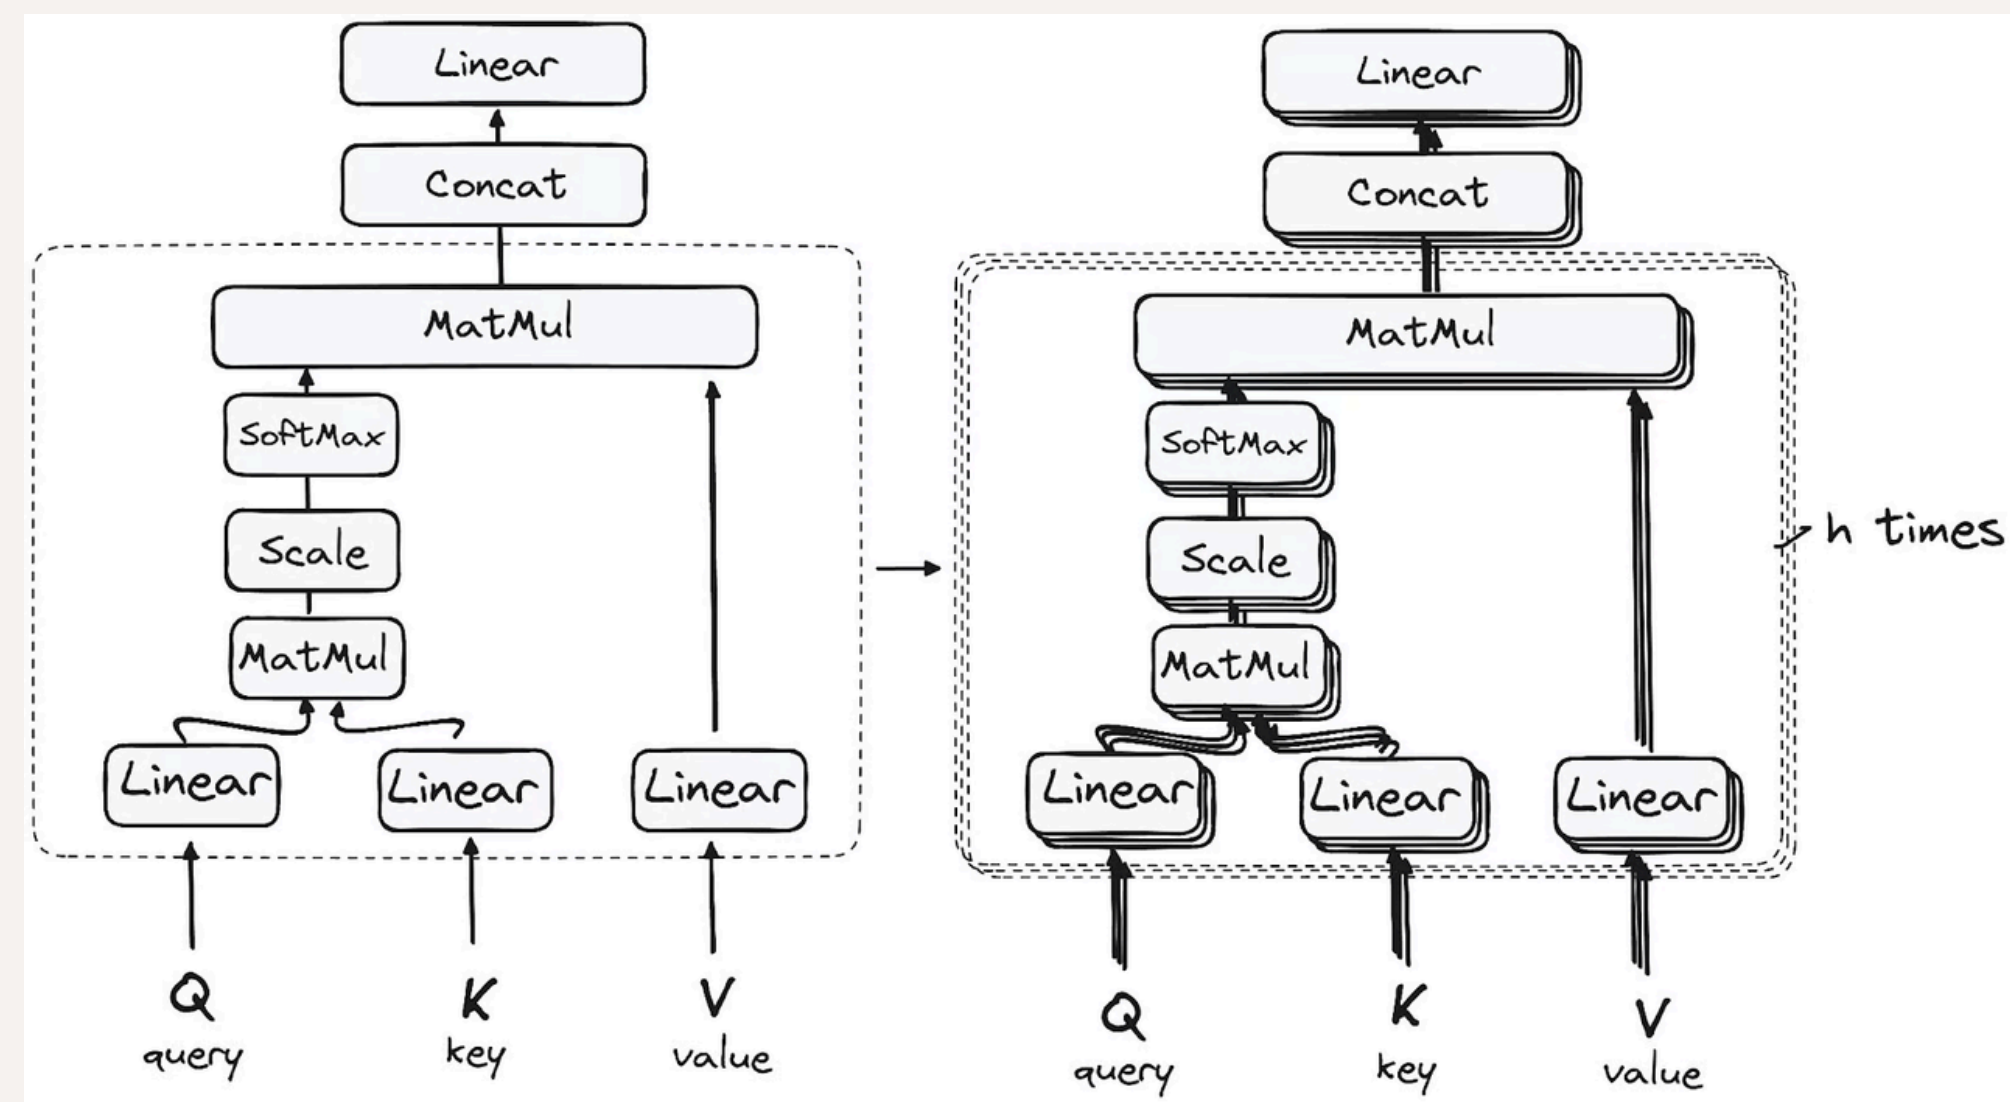 Linear
Concat
MatMul
SoftMax
Scale
MatMul
Linear Linear Linear
Q K V
query key value
Linear
Concat
MatMul
SoftMax
Scale
MatMul
Linear Linear Linear
h times
Q K V
query key value